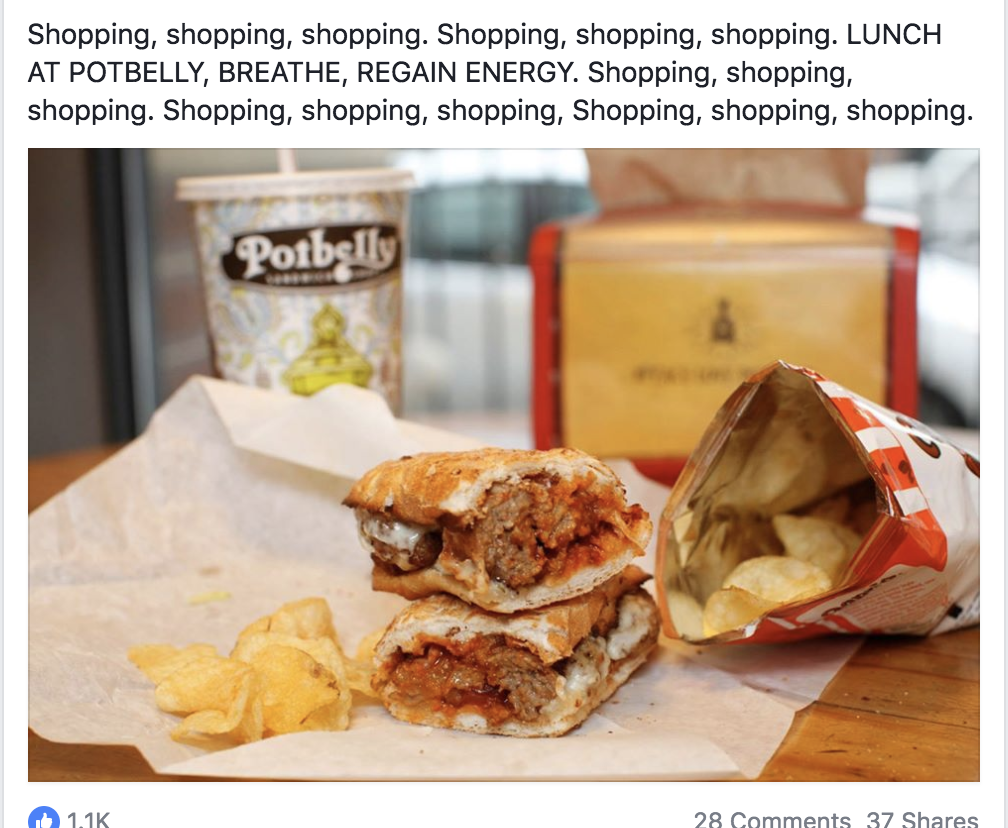 Shopping, shopping, shopping. Shopping, shopping, shopping. LUNCH
AT POTBELLY, BREATHE, REGAIN ENERGY. Shopping, shopping,
shopping. Shopping, shopping, shopping, Shopping, shopping, shopping.
Potbelly
1.1K
28 Comments 37 Shares